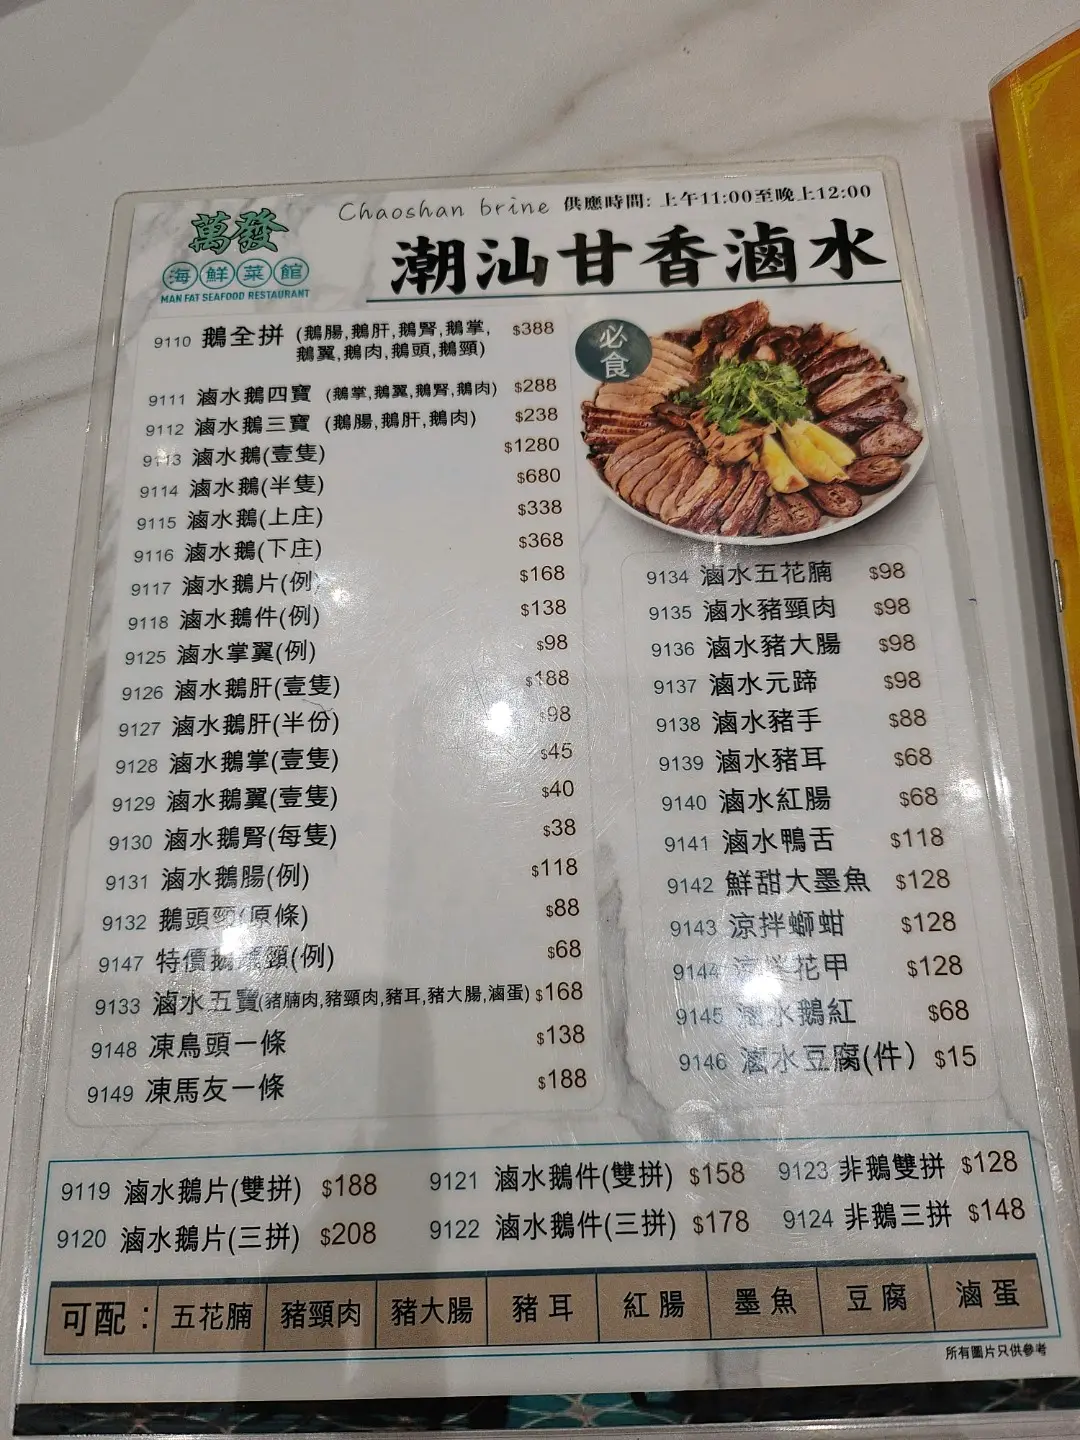 萬發
海鮮菜館
MAN FAT SEAFOOD RESTAURANT
Chaoshan brine 供應時間: 上午11:00至晚上12:00
潮汕甘香滷水
必食
9110 鵝全拼 (鵝腸,鵝肝,鵝腎,鵝掌, $388
鵝翼,鵝肉,鵝頭,鵝頸)
9111 滷水鵝四寶 (鵝掌,鵝翼,鵝腎,鵝肉) $288
9112 滷水鵝三寶 (鵝腸,鵝肝,鵝肉) $238
9113 滷水鵝(壹隻) $1280
9114 滷水鵝(半隻) $680
9115 滷水鵝(上庄) $338
9116 滷水鵝(下庄) $368
9117 滷水鵝片(例) $168
9118 滷水鵝件(例) $138
9125 滷水掌翼(例) $98
9126 滷水鵝肝(壹隻) $188
9127 滷水鵝肝(半份) $98
9128 滷水鵝掌(壹隻) $45
9129 滷水鵝翼(壹隻) $40
9130 滷水鵝腎(每隻) $38
9131 滷水鵝腸(例) $118
9132 鵝頭頸(原條) $88
9147 特價鵝頭頸(例) $68
9133 滷水五寶(豬腩肉,豬頸肉,豬耳,豬大腸,滷蛋) $168
9148 凍烏頭一條 $138
9149 凍馬友一條 $188
9134 滷水五花腩 $98
9135 滷水豬頸肉 $98
9136 滷水豬大腸 $98
9137 滷水元蹄 $98
9138 滷水豬手 $88
9139 滷水豬耳 $68
9140 滷水紅腸 $68
9141 滷水鴨舌 $118
9142 鮮甜大墨魚 $128
9143 涼拌螄蚶 $128
9144 涼拌花甲 $128
9145 滷水鵝紅 $68
9146 滷水豆腐(件) $15
9119 滷水鵝片(雙拼) $188 9121 滷水鵝件(雙拼) $158 9123 非鵝雙拼 $128
9120 滷水鵝片(三拼) $208 9122 滷水鵝件(三拼) $178 9124 非鵝三拼 $148
可配: 五花腩 豬頸肉 豬大腸 豬耳 紅腸 墨魚 豆腐 滷蛋
所有圖片只供參考